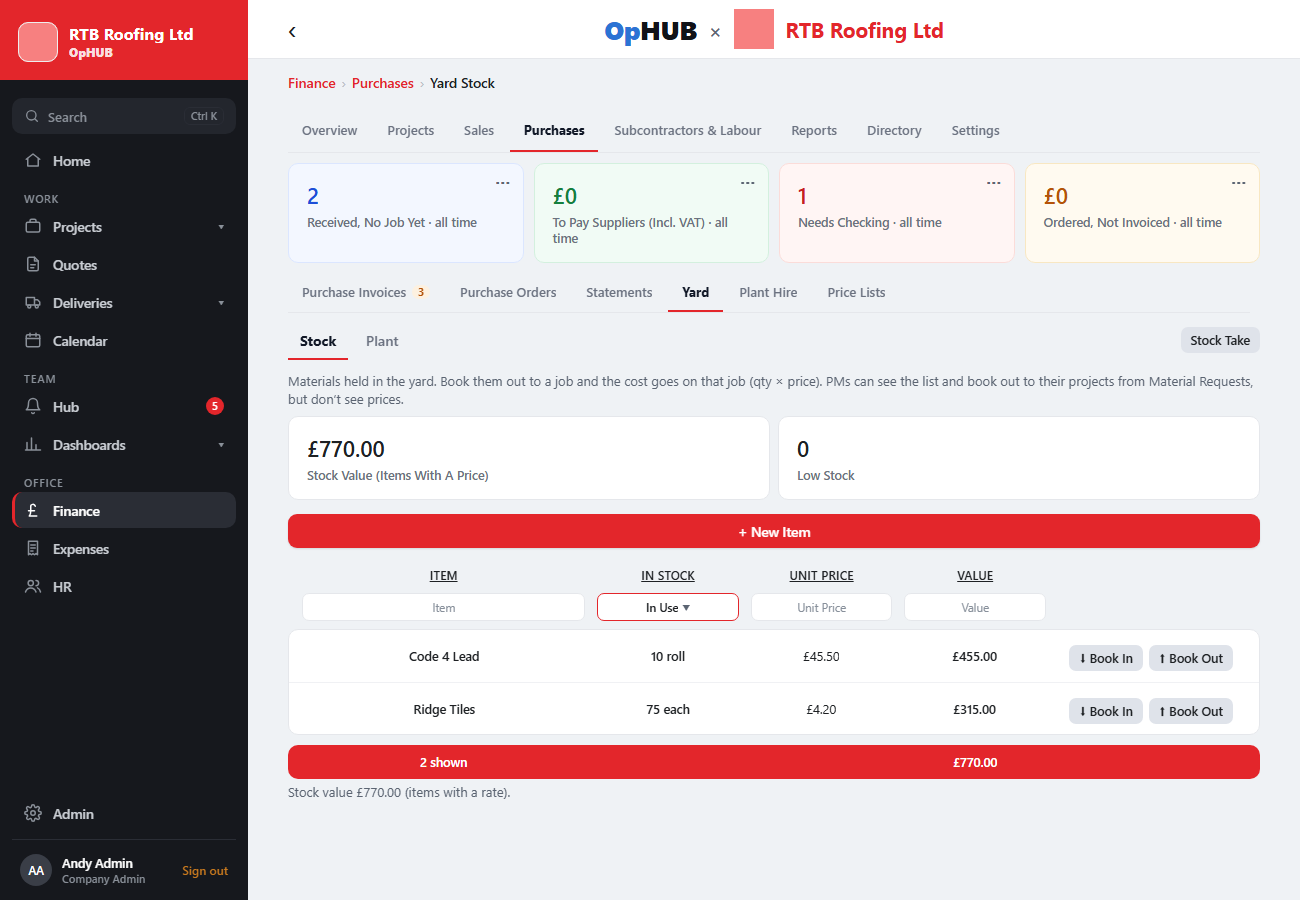 RTB Roofing Ltd
OpHUB
Search
Ctrl K
Home
WORK
Projects
Quotes
Deliveries
Calendar
TEAM
Hub
5
Dashboards
OFFICE
Finance
Expenses
HR
Admin
AA
Andy Admin
Company Admin
Sign out
OpHUB × RTB Roofing Ltd
Finance › Purchases › Yard Stock
Overview Projects Sales Purchases Subcontractors & Labour Reports Directory Settings
2
Received, No Job Yet · all time
£0
To Pay Suppliers (Incl. VAT) · all
time
1
Needs Checking · all time
£0
Ordered, Not Invoiced · all time
Purchase Invoices 3 Purchase Orders Statements Yard Plant Hire Price Lists
Stock Plant
Stock Take
Materials held in the yard. Book them out to a job and the cost goes on that job (qty × price). PMs can see the list and book out to their projects from Material Requests,
but don't see prices.
£770.00
Stock Value (Items With A Price)
0
Low Stock
+ New Item
ITEM IN STOCK UNIT PRICE VALUE
Item In Use ▾ Unit Price Value
Code 4 Lead 10 roll £45.50 £455.00 ↓ Book In ↑ Book Out
Ridge Tiles 75 each £4.20 £315.00 ↓ Book In ↑ Book Out
2 shown £770.00
Stock value £770.00 (items with a rate).